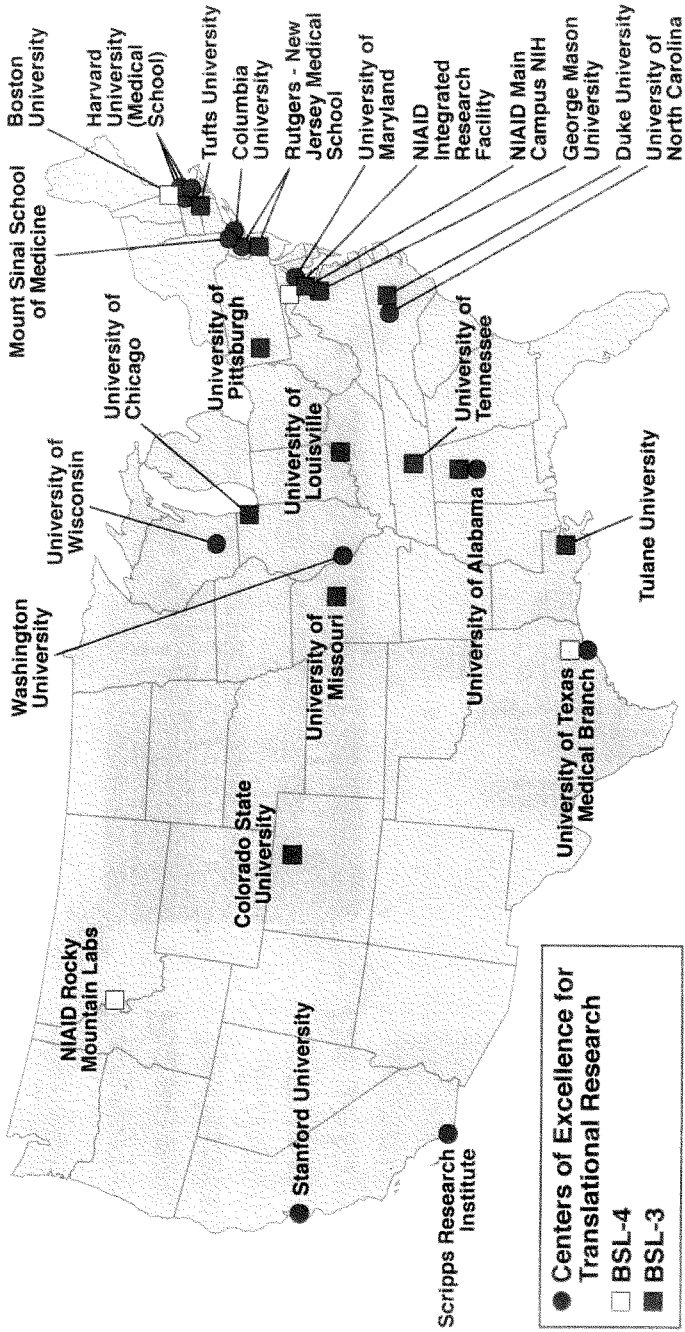 Boston
University
Harvard
University
(Medical
School)
Tufts University
Columbia
University
Rutgers - New
Jersey Medical
School
University of
Maryland
NIAID
Integrated
Research
Facility
NIAID Main
Campus NIH
George Mason
University
Duke University
University of
North Carolina
Mount Sinai School
of Medicine
University of
Pittsburgh
University of
Chicago
University of
Wisconsin
Washington
University
University of
Louisville
University of
Tennessee
University of
Missouri
University of Alabama
Tulane University
University of Texas
Medical Branch
Colorado State
University
NIAID Rocky
Mountain Labs
Stanford University
Scripps Research
Institute
Centers of Excellence for
Translational Research
BSL-4
BSL-3